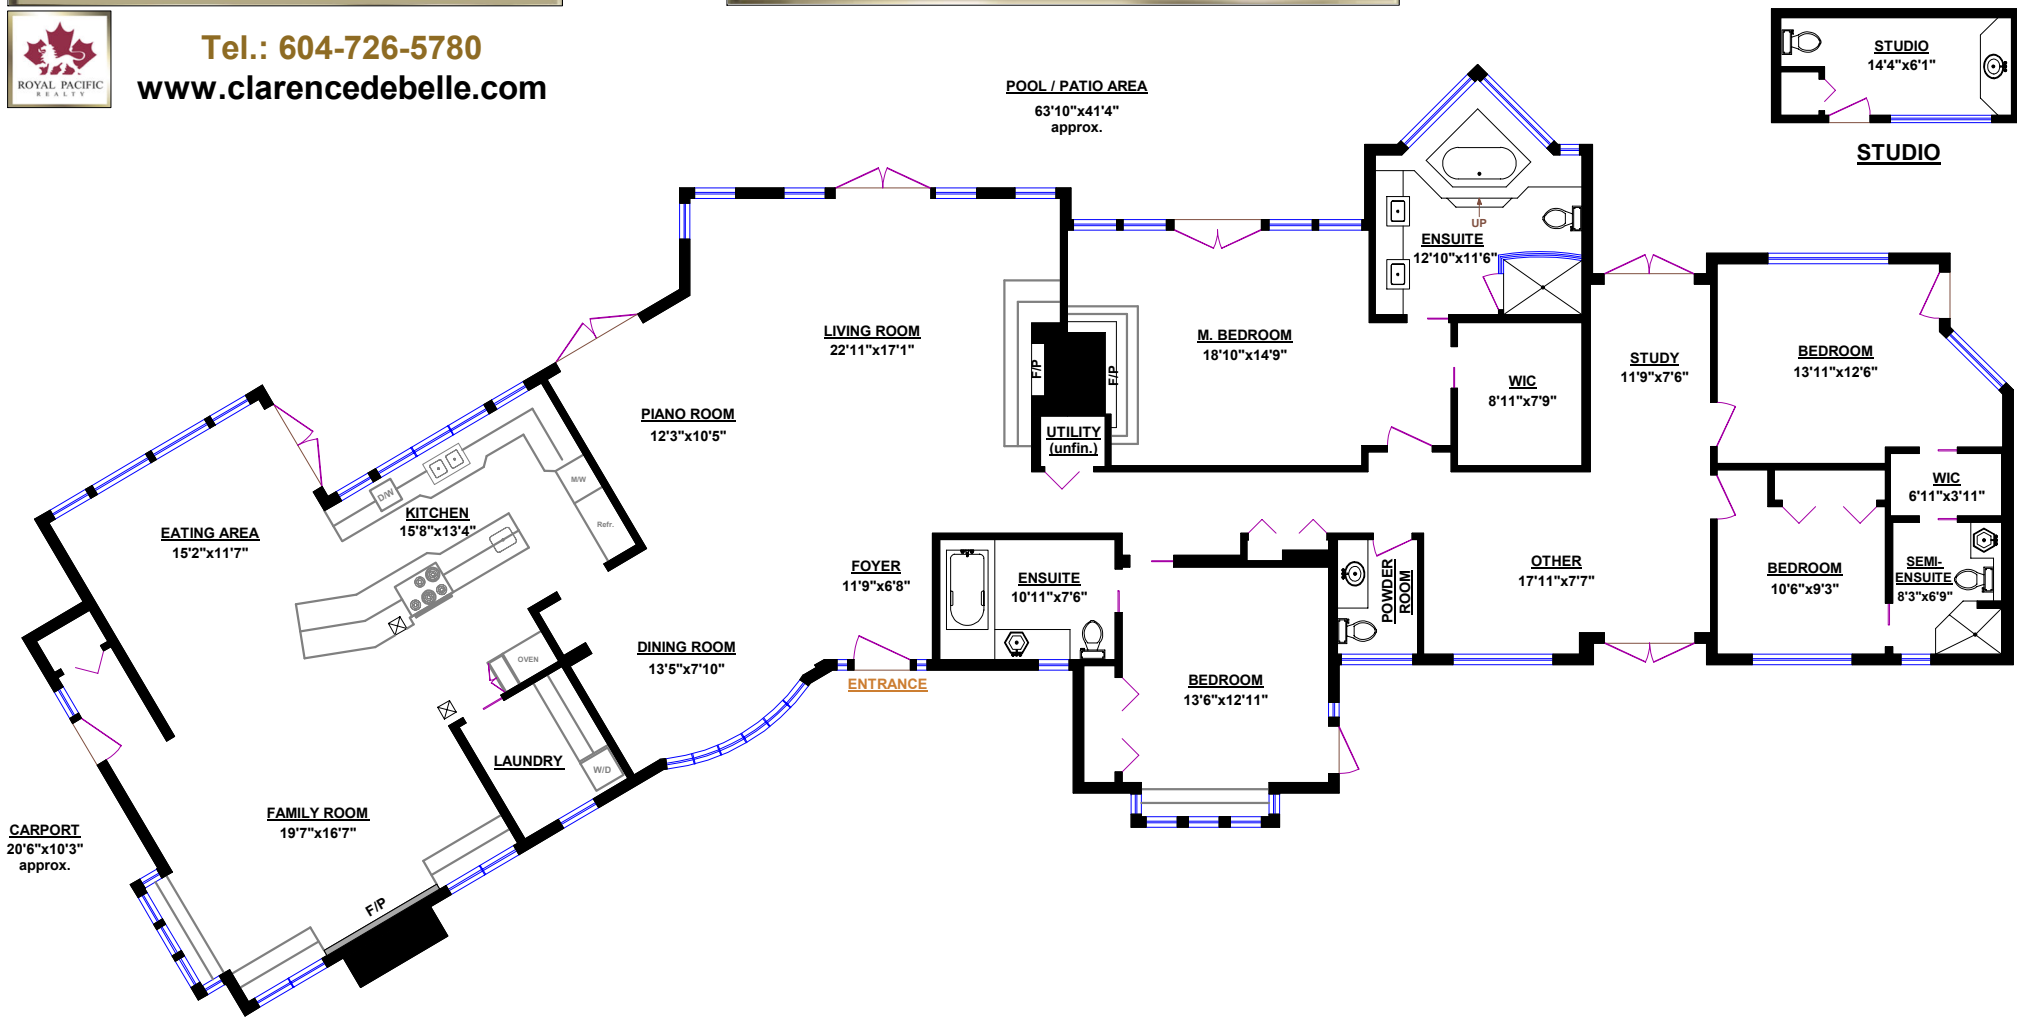 ROYAL PACIFIC
REALTY
Tel.: 604-726-5780
www.clarencedebelle.com
POOL / PATIO AREA
63'10"x41'4"
approx.
STUDIO
14'4"x6'1"
STUDIO
UP
ENSUITE
12'10"x11'6"
LIVING ROOM
22'11"x17'1"
M. BEDROOM
18'10"x14'9"
F/P
F/P
WIC
8'11"x7'9"
STUDY
11'9"x7'6"
BEDROOM
13'11"x12'6"
PIANO ROOM
12'3"x10'5"
UTILITY
(unfin.)
WIC
6'11"x3'11"
D/W
M/W
Refr.
KITCHEN
15'8"x13'4"
EATING AREA
15'2"x11'7"
FOYER
11'9"x6'8"
ENSUITE
10'11"x7'6"
POWDER
ROOM
OTHER
17'11"x7'7"
BEDROOM
10'6"x9'3"
SEMI-
ENSUITE
8'3"x6'9"
OVEN
DINING ROOM
13'5"x7'10"
ENTRANCE
BEDROOM
13'6"x12'11"
LAUNDRY
W/D
FAMILY ROOM
19'7"x16'7"
CARPORT
20'6"x10'3"
approx.
F/P